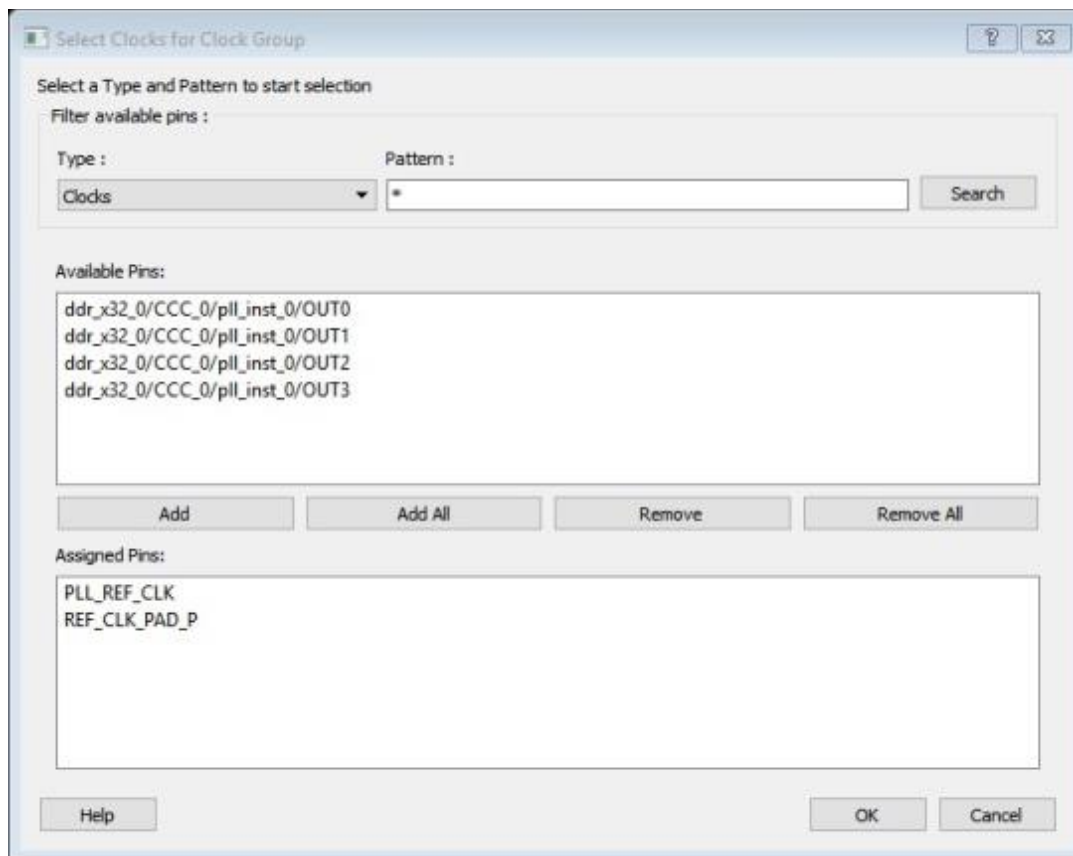 Select Clocks for Clock Group
Select a Type and Pattern to start selection
Filter available pins :
Type : Pattern :
Clocks * Search
Available Pins:
ddr_x32_0/CCC_0/pll_inst_0/OUT0
ddr_x32_0/CCC_0/pll_inst_0/OUT1
ddr_x32_0/CCC_0/pll_inst_0/OUT2
ddr_x32_0/CCC_0/pll_inst_0/OUT3
Add Add All Remove Remove All
Assigned Pins:
PLL_REF_CLK
REF_CLK_PAD_P
Help OK Cancel